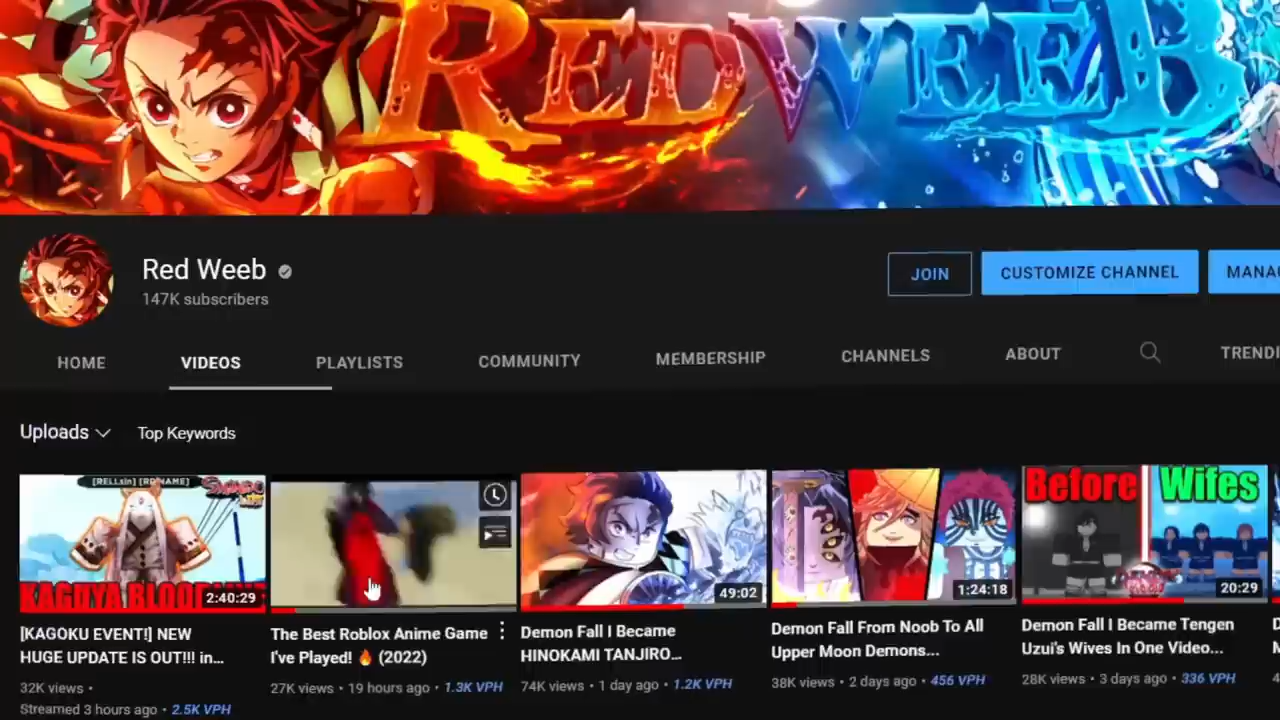 REDWEEB
Red Weeb
147K subscribers
JOIN
CUSTOMIZE CHANNEL
HOME
VIDEOS
PLAYLISTS
COMMUNITY
MEMBERSHIP
CHANNELS
ABOUT
Uploads
Top Keywords
KAGUYA
2:40:29
49:02
1:24:18
Before
Wifes
20:29
[KAGOKU EVENT!] NEW
HUGE UPDATE IS OUT!!! in...
32K views •
Streamed 3 hours ago • 2.5K VPH
The Best Roblox Anime Game
I've Played! 🔥 (2022)
27K views • 19 hours ago • 1.3K VPH
Demon Fall I Became
HINOKAMI TANJIRO...
74K views • 1 day ago • 1.2K VPH
Demon Fall From Noob To All
Upper Moon Demons...
38K views • 2 days ago • 456 VPH
Demon Fall I Became Tengen
Uzui's Wives In One Video...
28K views • 3 days ago • 336 VPH